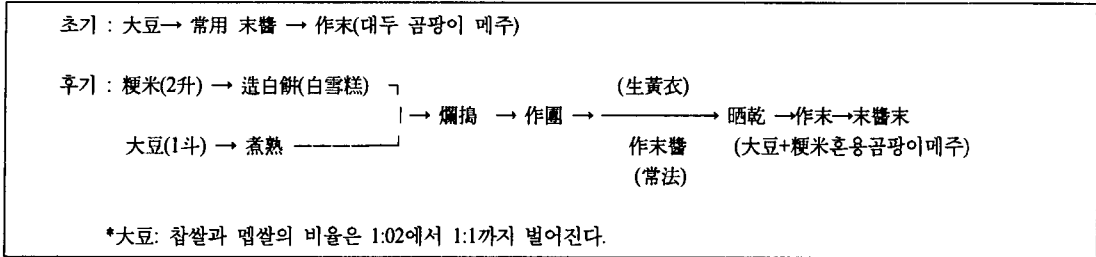 초기 : 大豆→ 常用 末醬 → 作末(대두 곰팡이 메주)
후기 : 粳米(2升) → 造白餠(白雪糕) ┐ (生黃衣)
│→ 爛搗 → 作團 → ──────→ 晒乾 →作末→末醬末
大豆(1斗) → 煮熟 ──────┘ 作末醬 (大豆+粳米혼용곰팡이메주)
(常法)
*大豆: 찹쌀과 멥쌀의 비율은 1:02에서 1:1까지 벌어진다.